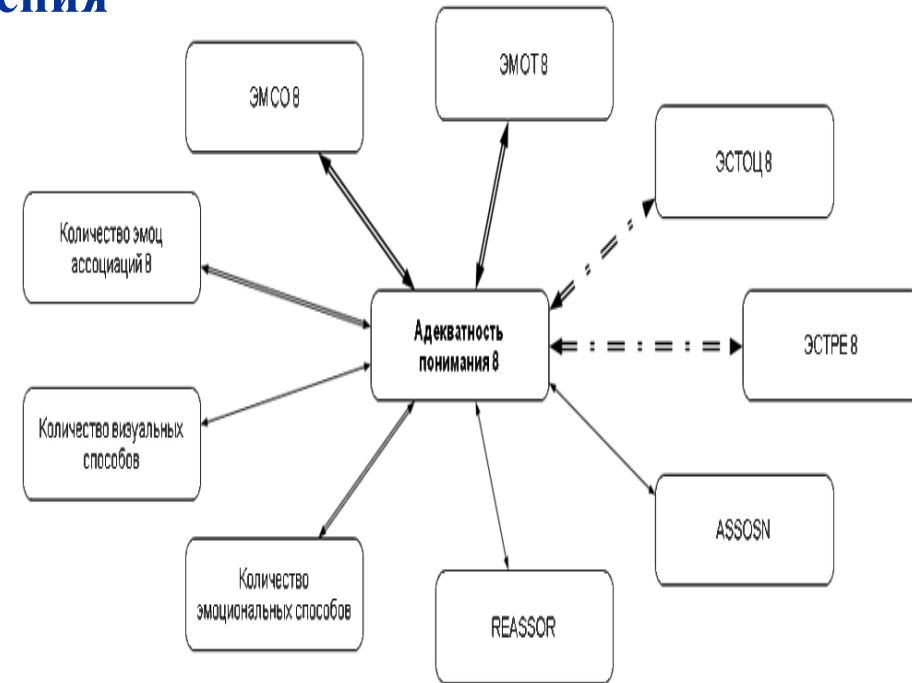 ЭМОТ 8
ЭМСО 8
ЭСТОЦ 8
Количество эмоц
ассоциаций 8
Адекватность
понимания 8
ЭСТРЕ 8
Количество визуальных
способов
ASSOSN
Количество
эмоциональных способов
REASSOR